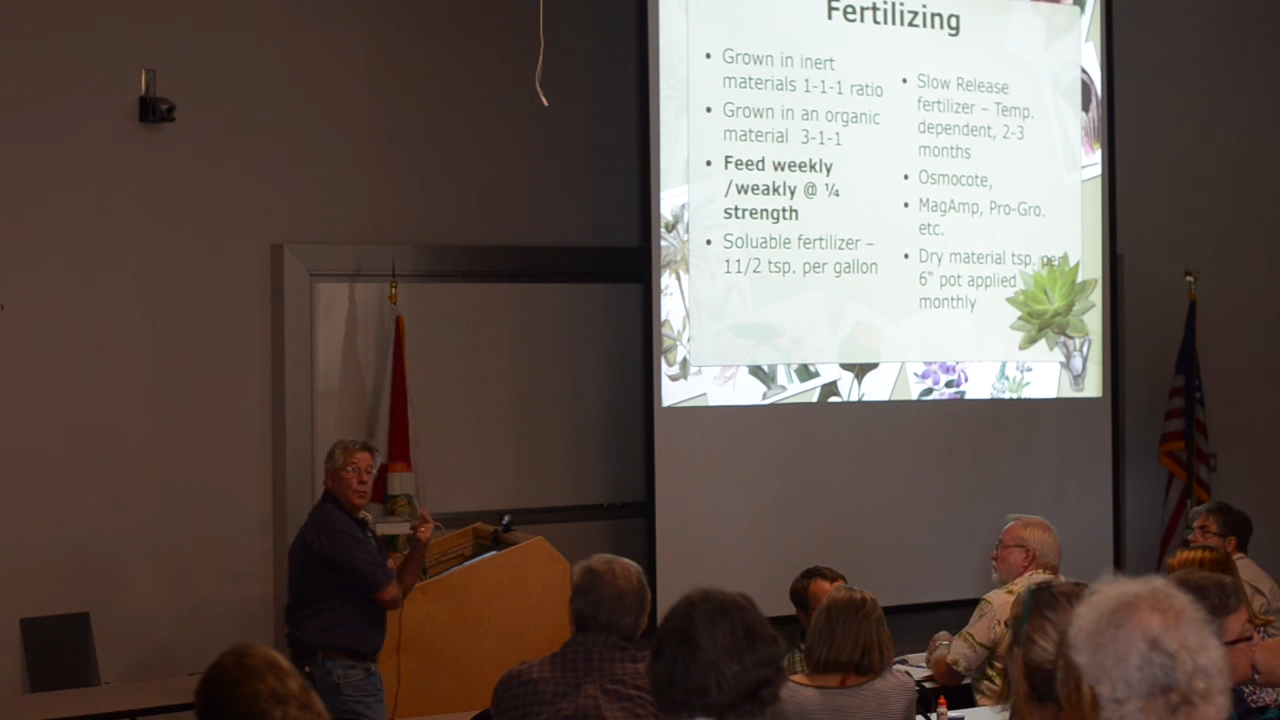 Fertilizing
• Grown in inert
materials 1-1-1 ratio
• Grown in an organic
material 3-1-1
• Feed weekly
/weakly @ ¼
strength
• Soluable fertilizer –
11/2 tsp. per gallon
• Slow Release
fertilizer – Temp.
dependent, 2-3
months
• Osmocote,
• MagAmp, Pro-Gro.
etc.
• Dry material tsp. per
6" pot applied
monthly